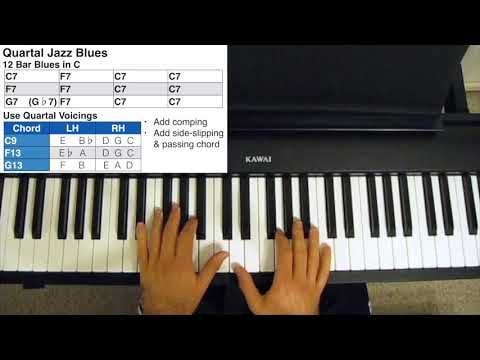 Quartal Jazz Blues
12 Bar Blues in C
C7 F7 C7 C7
F7 F7 C7 C7
G7 (G♭7) F7 C7 C7
Use Quartal Voicings
Chord LH RH
C9 E B♭ D G C
F13 E♭ A D G C
G13 F B E A D
· Add comping
· Add side-slipping & passing chord
KAWAI